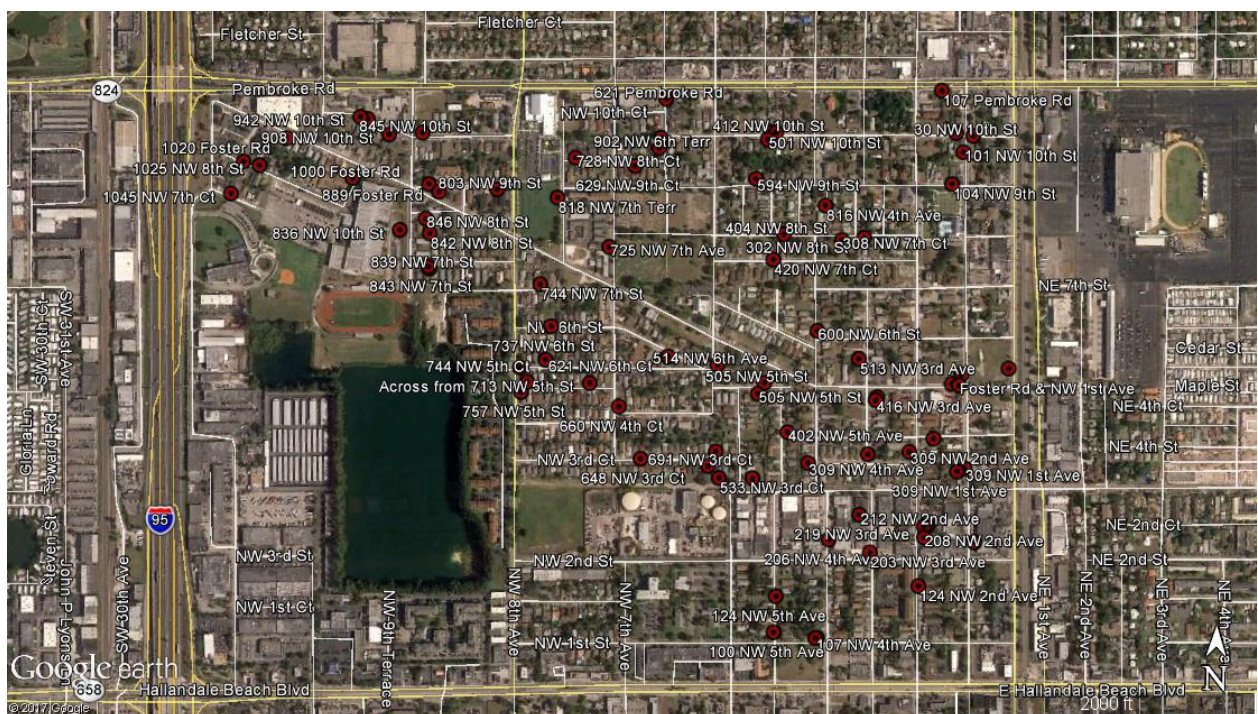 Fletcher Ct
Fletcher St
824
Pembroke Rd
621 Pembroke Rd
107 Pembroke Rd
NW 10th Ct
942 NW 10th St
845 NW 10th St
908 NW 10th St
902 NW 6th Terr
412 NW 10th St
501 NW 10th St
30 NW 10th St
101 NW 10th St
1020 Foster Rd
1025 NW 8th St
1000 Foster Rd
728 NW 8th Ct
1045 NW 7th Ct
889 Foster Rd
803 NW 9th St
629 NW 9th Ct
594 NW 9th St
104 NW 9th St
818 NW 7th Terr
816 NW 4th Ave
846 NW 8th St
836 NW 10th St
842 NW 8th St
404 NW 8th St
302 NW 8th St
308 NW 7th Ct
725 NW 7th Ave
839 NW 7th St
420 NW 7th Ct
843 NW 7th St
744 NW 7th St
NE 7th St
SW 30th Ct
SW 31st Ave
NW 6th St
600 NW 6th St
737 NW 6th St
514 NW 6th Ave
Cedar St
744 NW 5th Ct
621 NW 6th Ct
513 NW 3rd Ave
505 NW 5th St
Across from 713 NW 5th St
Foster Rd & NW 1st Ave
Maple St
505 NW 5th St
416 NW 3rd Ave
757 NW 5th St
NE 4th Ct
660 NW 4th Ct
Gloria Ln
402 NW 5th Ave
NE 4th St
NW 3rd Ct
691 NW 3rd Ct
309 NW 4th Ave
309 NW 2nd Ave
309 NW 1st Ave
648 NW 3rd Ct
533 NW 3rd Ct
309 NW 1st Ave
95
212 NW 2nd Ave
NE 2nd Ct
Steven St
219 NW 3rd Ave
208 NW 2nd Ave
NW 3rd St
NW 2nd St
206 NW 4th Ave
203 NW 3rd Ave
NE 2nd St
124 NW 2nd Ave
NW 1st Ct
124 NW 5th Ave
NW 1st St
107 NW 4th Ave
100 NW 5th Ave
SW 30th Ave
NW 9th Terrace
NW 8th Ave
NW 7th Ave
NE 1st Ave
NE 2nd Ave
NE 3rd Ave
NE 4th Ave
Google earth
N
658
Hallandale Beach Blvd
E Hallandale Beach Blvd
2000 ft
© 2017 Google